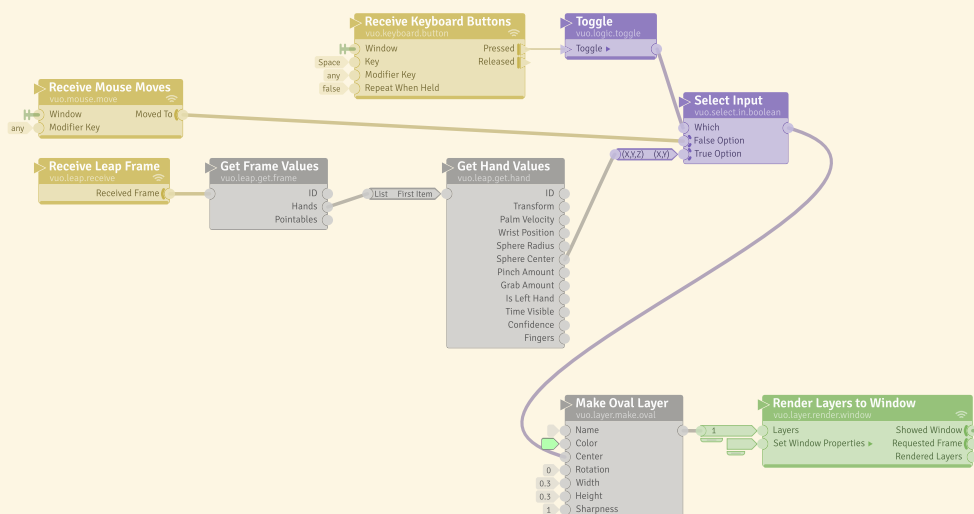 Receive Keyboard Buttons
vuo.keyboard.button
Window
Pressed
Space
Key
Released
any
Modifier Key
false
Repeat When Held
Toggle
vuo.logic.toggle
Toggle ▸
Receive Mouse Moves
vuo.mouse.move
Window
Moved To
any
Modifier Key
Select Input
vuo.select.in.boolean
Which
False Option
True Option
(X,Y,Z) (X,Y)
Receive Leap Frame
vuo.leap.receive
Received Frame
Get Frame Values
vuo.leap.get.frame
ID
Hands
Pointables
List First Item
Get Hand Values
vuo.leap.get.hand
ID
Transform
Palm Velocity
Wrist Position
Sphere Radius
Sphere Center
Pinch Amount
Grab Amount
Is Left Hand
Time Visible
Confidence
Fingers
Make Oval Layer
vuo.layer.make.oval
Name
Color
Center
0
Rotation
0.3
Width
0.3
Height
1
Sharpness
1
Render Layers to Window
vuo.layer.render.window
Layers
Showed Window
Set Window Properties ▸
Requested Frame
Rendered Layers